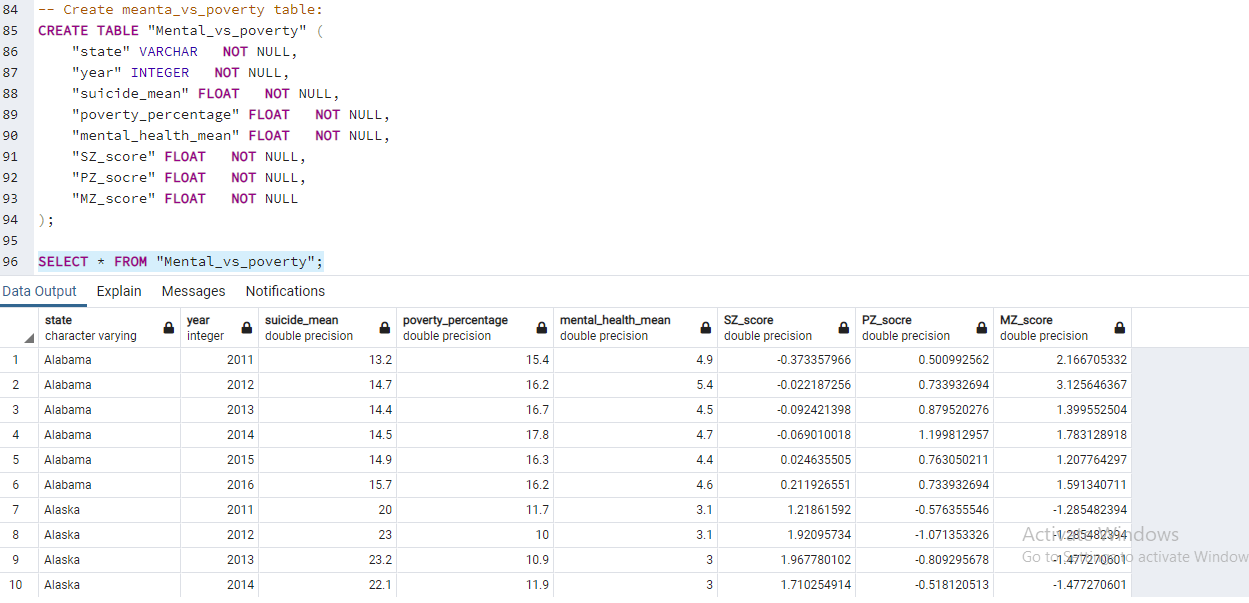 84 -- Create meanta_vs_poverty table:
85 CREATE TABLE "Mental_vs_poverty" (
86 "state" VARCHAR NOT NULL,
87 "year" INTEGER NOT NULL,
88 "suicide_mean" FLOAT NOT NULL,
89 "poverty_percentage" FLOAT NOT NULL,
90 "mental_health_mean" FLOAT NOT NULL,
91 "SZ_score" FLOAT NOT NULL,
92 "PZ_socre" FLOAT NOT NULL,
93 "MZ_score" FLOAT NOT NULL
94 );
95
96 SELECT * FROM "Mental_vs_poverty";
Data Output Explain Messages Notifications
state year suicide_mean poverty_percentage mental_health_mean SZ_score PZ_socre MZ_score
character varying integer double precision double precision double precision double precision double precision double precision
1 Alabama 2011 13.2 15.4 4.9 -0.373357966 0.500992562 2.166705332
2 Alabama 2012 14.7 16.2 5.4 -0.022187256 0.733932694 3.125646367
3 Alabama 2013 14.4 16.7 4.5 -0.092421398 0.879520276 1.399552504
4 Alabama 2014 14.5 17.8 4.7 -0.069010018 1.199812957 1.783128918
5 Alabama 2015 14.9 16.3 4.4 0.024635505 0.763050211 1.207764297
6 Alabama 2016 15.7 16.2 4.6 0.211926551 0.733932694 1.591340711
7 Alaska 2011 20 11.7 3.1 1.21861592 -0.576355546 -1.285482394
8 Alaska 2012 23 10 3.1 1.92095734 -1.071353326 -1.285482394
9 Alaska 2013 23.2 10.9 3 1.967780102 -0.809295678 -1.477270601
10 Alaska 2014 22.1 11.9 3 1.710254914 -0.518120513 -1.477270601
Activate Windows
Go to Settings to activate Window